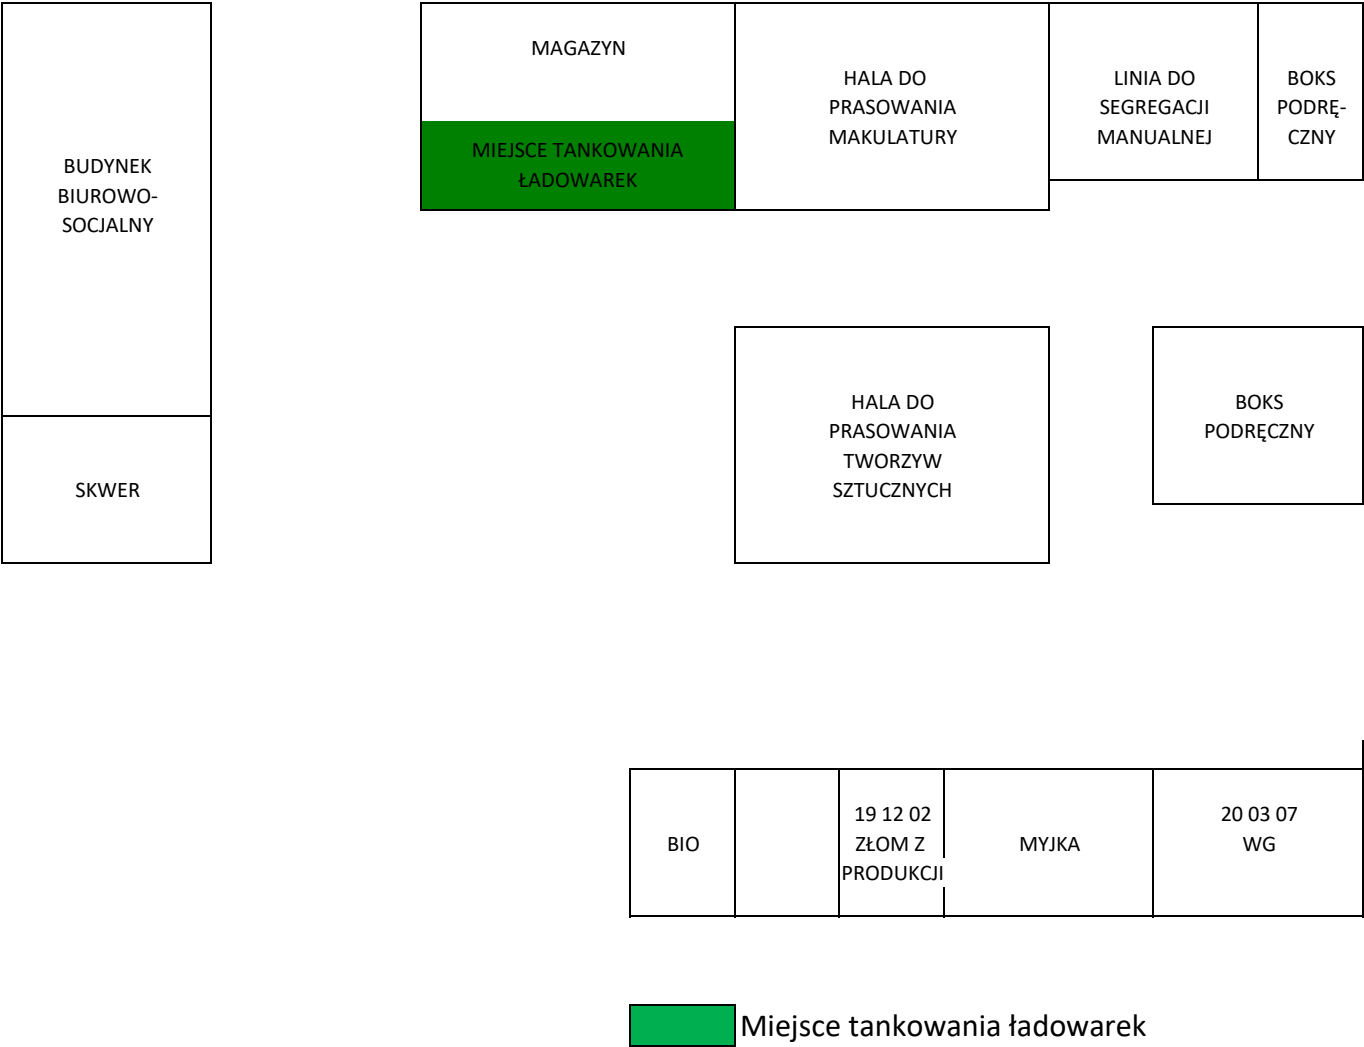 MAGAZYN
MIEJSCE TANKOWANIA
ŁADOWAREK
HALA DO
PRASOWANIA
MAKULATURY
LINIA DO
SEGREGACJI
MANUALNEJ
BOKS
PODRĘ-
CZNY
BUDYNEK
BIUROWO-
SOCJALNY
SKWER
HALA DO
PRASOWANIA
TWORZYW
SZTUCZNYCH
BOKS
PODRĘCZNY
BIO
19 12 02
ZŁOM Z
PRODUKCJI
MYJKA
20 03 07
WG
Miejsce tankowania ładowarek